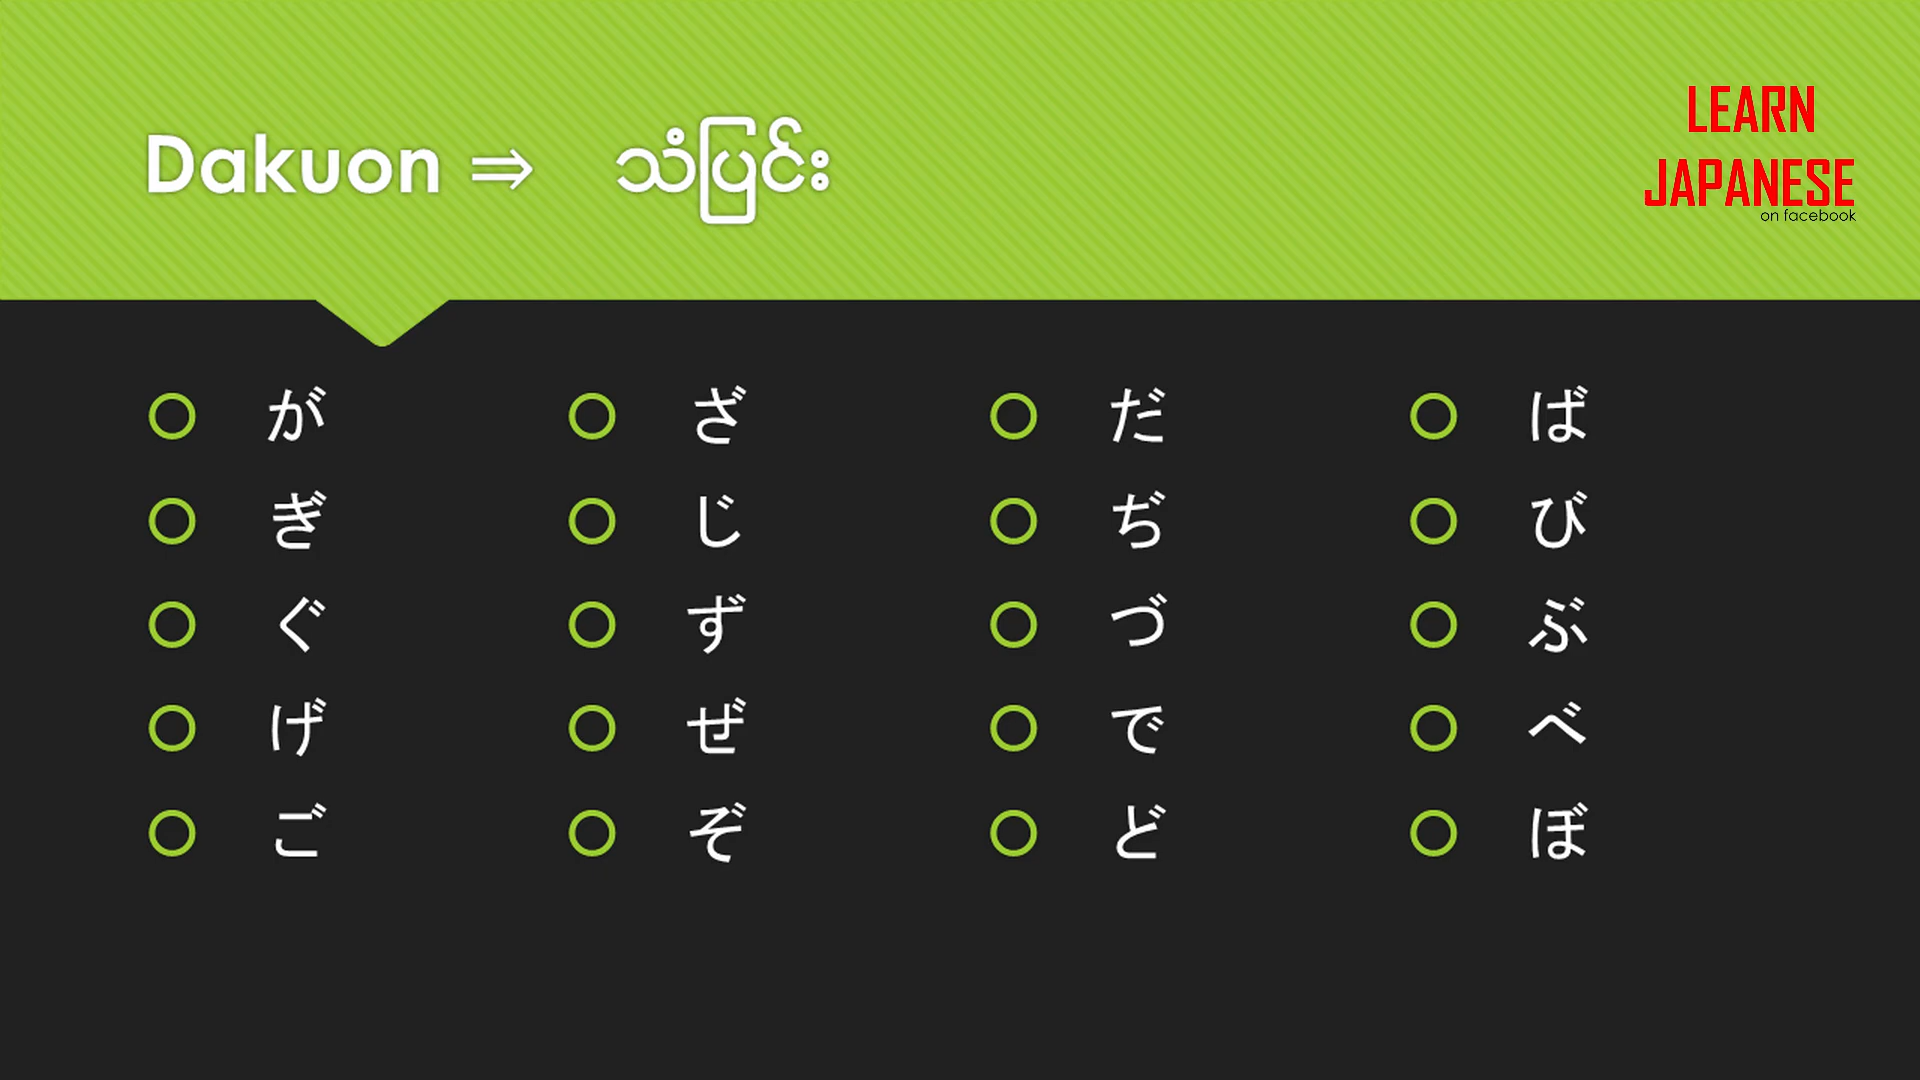 Dakuon ⇒ သံပြင်း
LEARN
JAPANESE
on facebook
が ざ だ ば
ぎ じ ぢ び
ぐ ず づ ぶ
げ ぜ で べ
ご ぞ ど ぼ